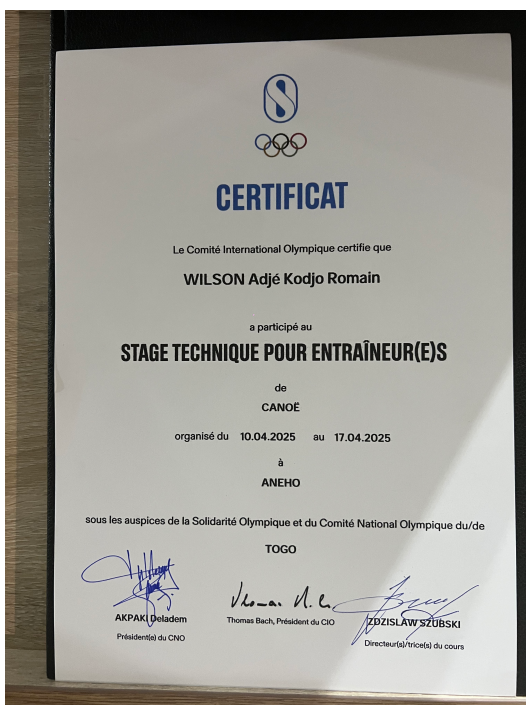 CERTIFICAT
Le Comité International Olympique certifie que
WILSON Adjé Kodjo Romain
a participé au
STAGE TECHNIQUE POUR ENTRAÎNEUR(E)S
de
CANOË
organisé du 10.04.2025 au 17.04.2025
à
ANEHO
sous les auspices de la Solidarité Olympique et du Comité National Olympique du/de
TOGO
AKPAKI Deladem
Thomas Bach, Président du CIO
ZDZISLAW SZUBSKI
Président(e) du CNO
Directeur(s)/trice(s) du cours